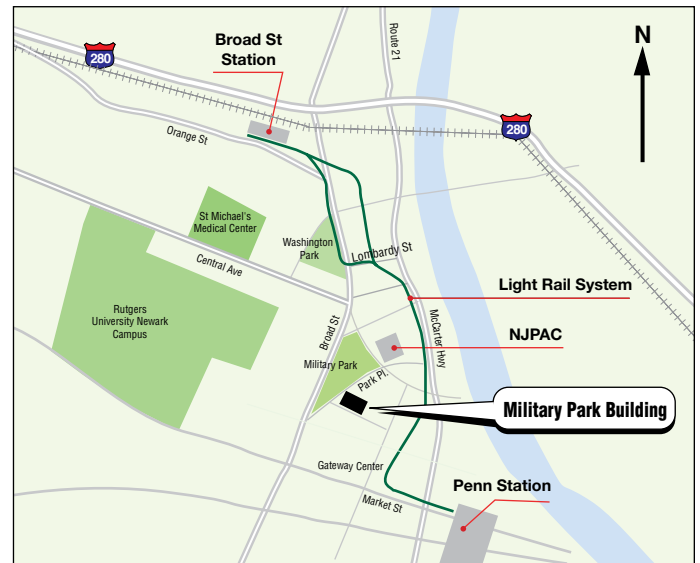 280
Broad St
Station
Route 21
N
280
Orange St
St Michael's
Medical Center
Washington
Park
Lombardy St
Central Ave
Light Rail System
Rutgers
University Newark
Campus
Broad St
McCarter Hwy
NJPAC
Military Park
Park Pl.
Military Park Building
Gateway Center
Penn Station
Market St